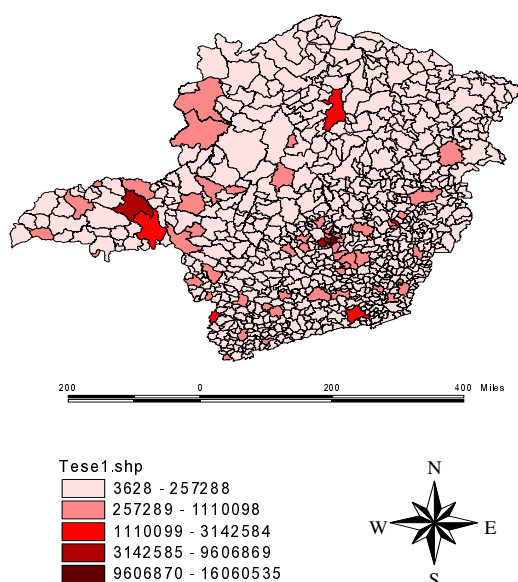 200 0 200 400 Miles
Tese1.shp
3628 - 257288
257289 - 1110098
1110099 - 3142584
3142585 - 9606869
9606870 - 16060535
N
W E
S